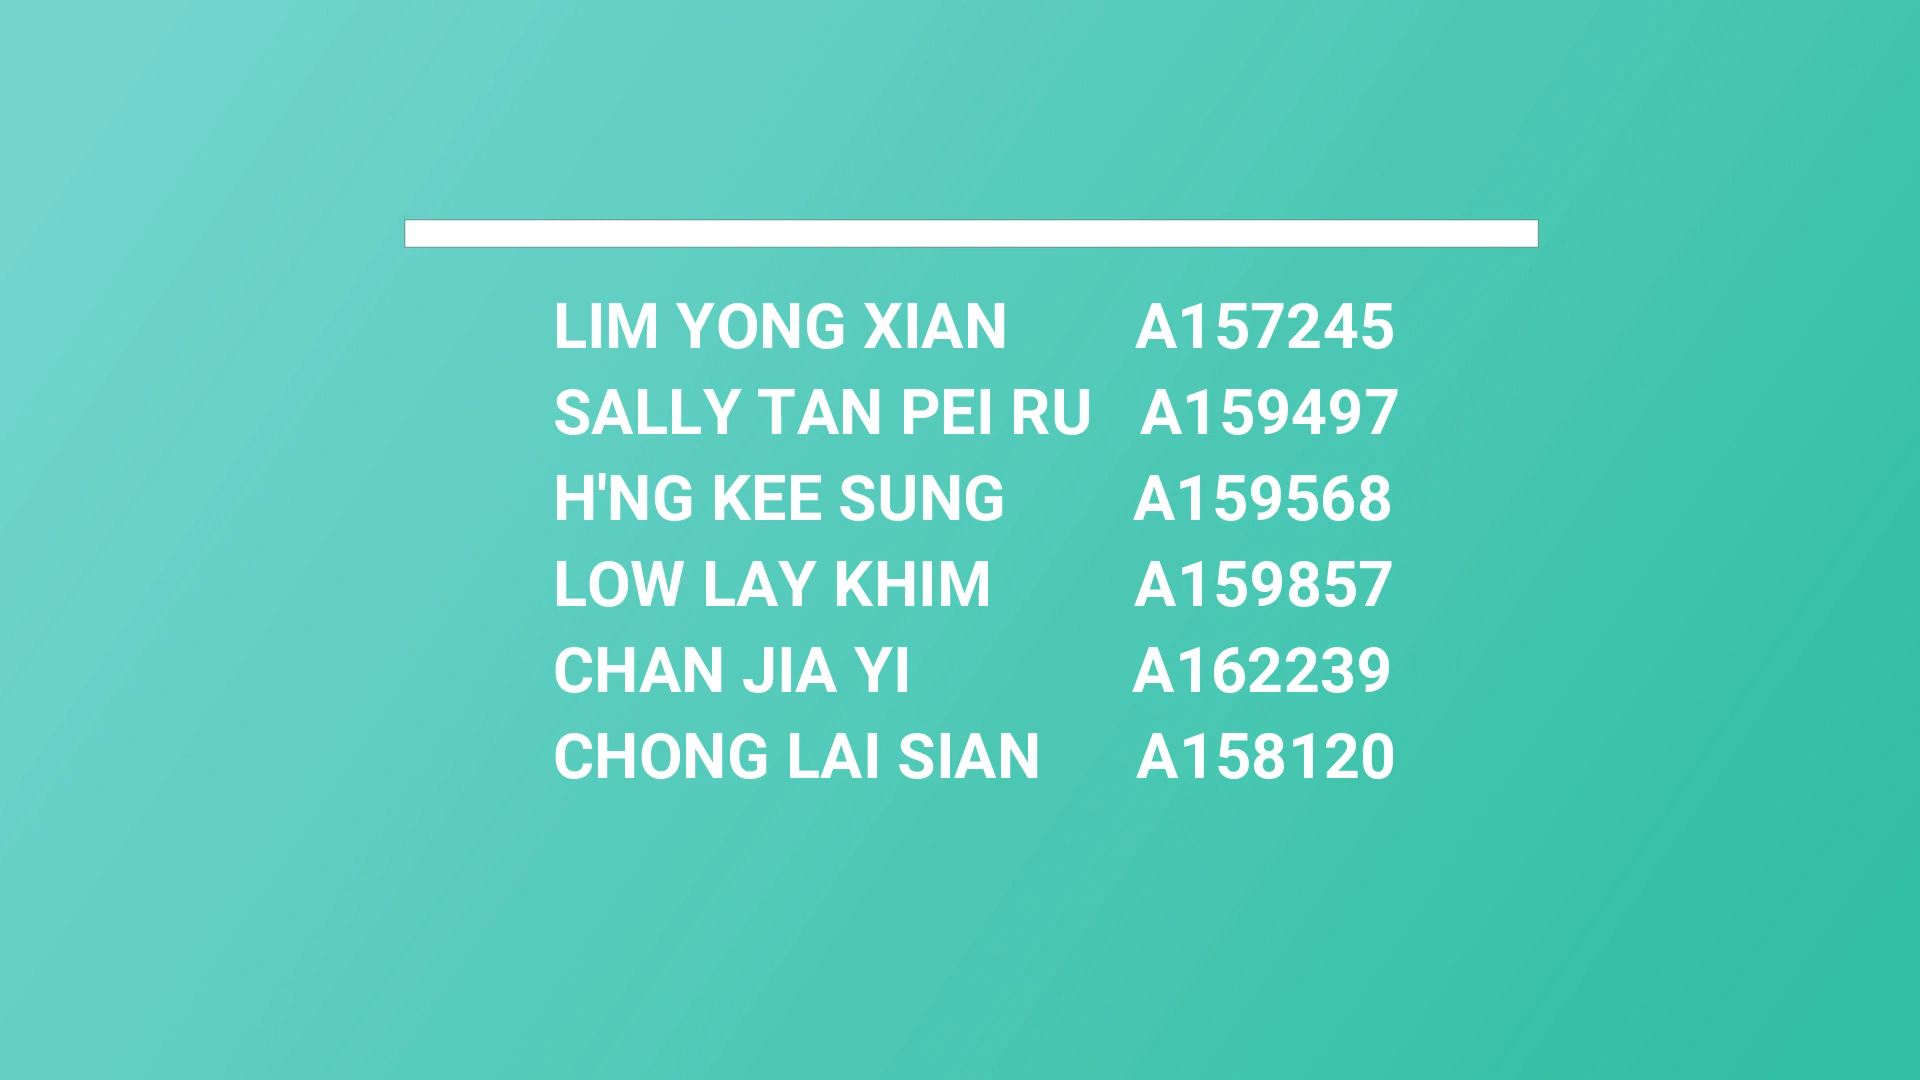 LIM YONG XIAN A157245
SALLY TAN PEI RU A159497
H'NG KEE SUNG A159568
LOW LAY KHIM A159857
CHAN JIA YI A162239
CHONG LAI SIAN A158120